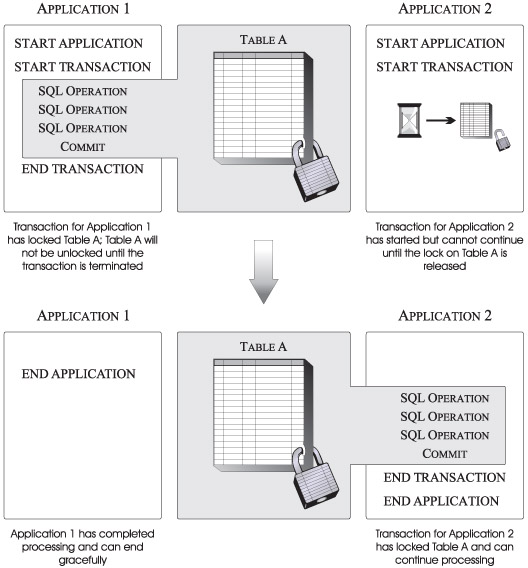 APPLICATION 1
START APPLICATION
START TRANSACTION
SQL OPERATION
SQL OPERATION
SQL OPERATION
COMMIT
END TRANSACTION
TABLE A
APPLICATION 2
START APPLICATION
START TRANSACTION
Transaction for Application 1
has locked Table A; Table A will
not be unlocked until the
transaction is terminated
Transaction for Application 2
has started but cannot continue
until the lock on Table A is
released
APPLICATION 1
END APPLICATION
TABLE A
APPLICATION 2
SQL OPERATION
SQL OPERATION
SQL OPERATION
COMMIT
END TRANSACTION
END APPLICATION
Application 1 has completed
processing and can end
gracefully
Transaction for Application 2
has locked Table A and can
continue processing